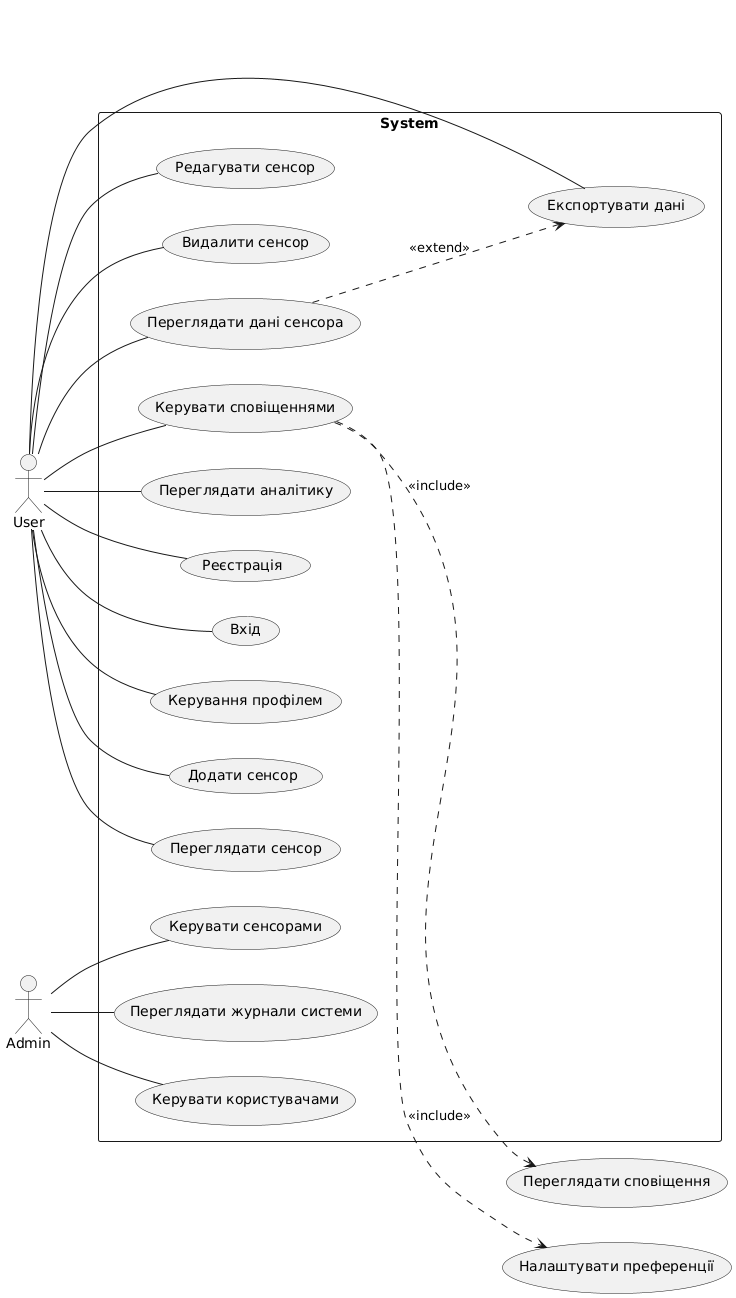 System
Редагувати сенсор
Експортувати дані
Видалити сенсор
«extend»
Переглядати дані сенсора
Керувати сповіщеннями
«include»
Переглядати аналітику
User
Реєстрація
Вхід
Керування профілем
Додати сенсор
Переглядати сенсор
Керувати сенсорами
Переглядати журнали системи
Admin
Керувати користувачами
«include»
Переглядати сповіщення
Налаштувати преференції